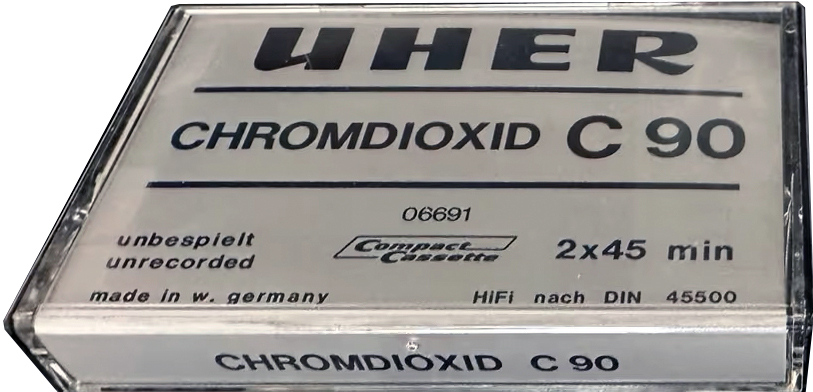 UHER
CHROMDIOXID C 90
06691
unbespielt
unrecorded
Compact
Cassette
2x45 min
made in w. germany
HiFi nach DIN 45500
CHROMDIOXID C 90